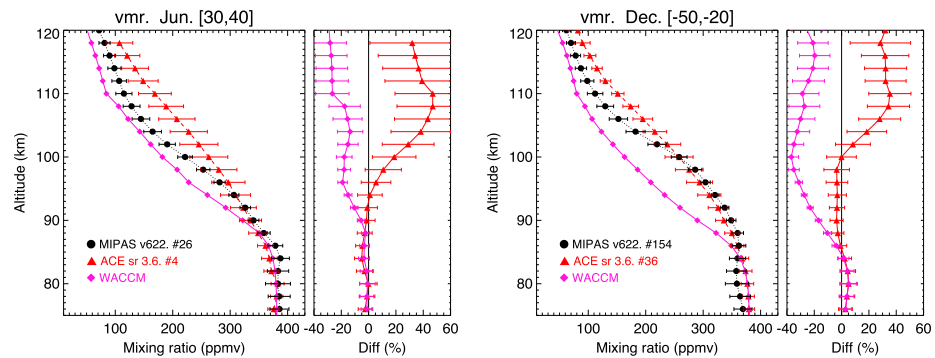 vmr. Jun. [30,40]
120
110
100
90
80
Altitude (km)
MIPAS v622. #26
ACE sr 3.6. #4
WACCM
100 200 300 400
Mixing ratio (ppmv)
-40 -20 0 20 40 60
Diff (%)
vmr. Dec. [-50,-20]
120
110
100
90
80
Altitude (km)
MIPAS v622. #154
ACE sr 3.6. #36
WACCM
100 200 300 400
Mixing ratio (ppmv)
-40 -20 0 20 40 60
Diff (%)